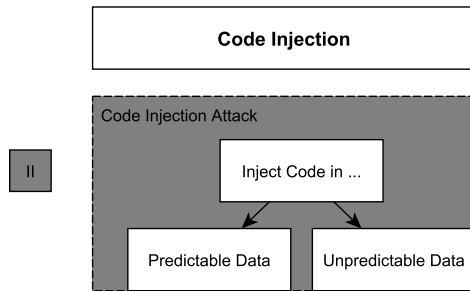 Code Injection
Code Injection Attack
II
Inject Code in ...
Predictable Data
Unpredictable Data